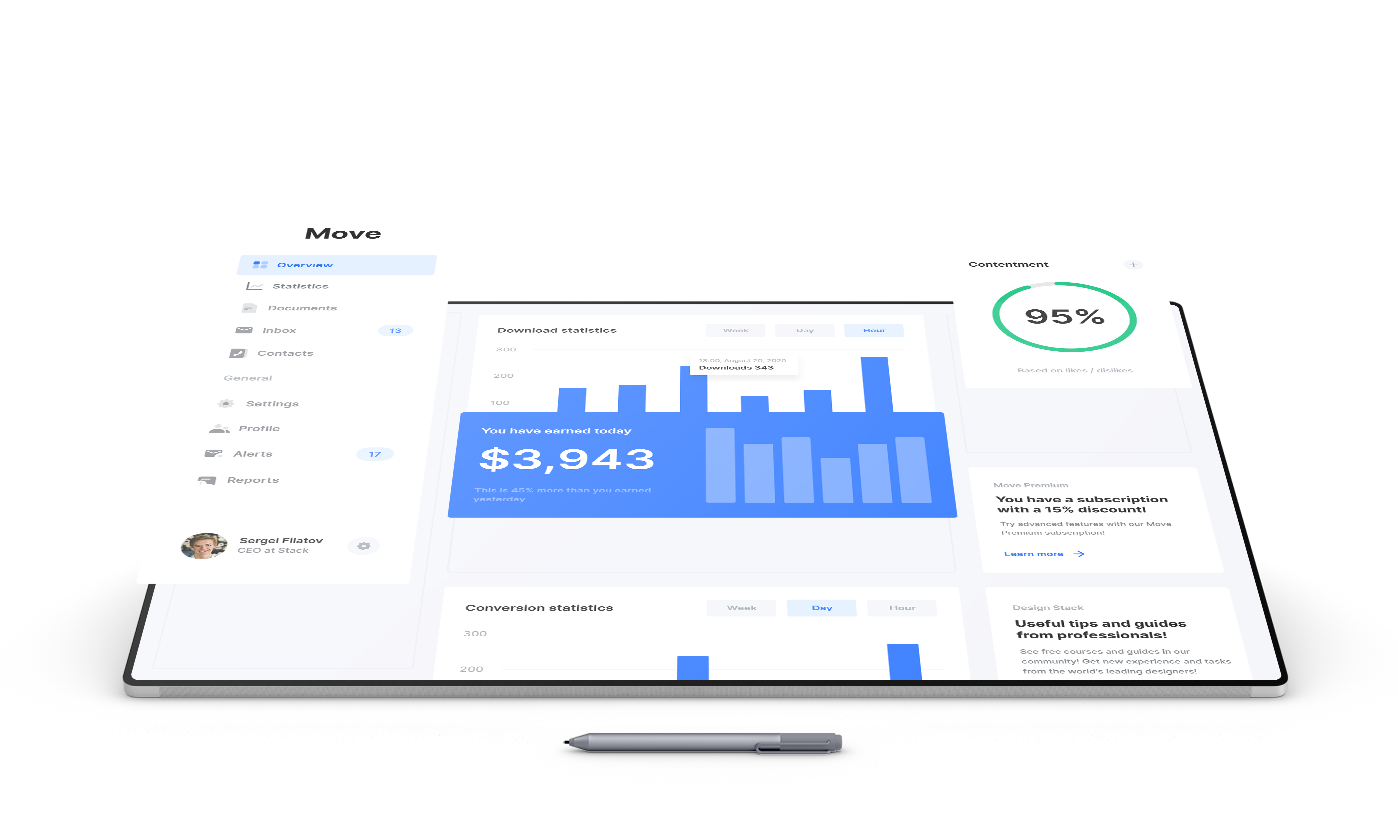 Move
Overview
Statistics
Documents
Inbox 13
Contacts
General
Settings
Profile
Alerts 17
Reports
Sergei Filatov
CEO at Stack
Download statistics
Week Day Hour
300
200
100
18:00, August 20, 2020
Downloads 343
You have earned today
$3,943
This is 45% more than you earned
yesterday
Conversion statistics
Week Day Hour
300
200
Contentment
+
95%
Based on likes / dislikes
Move Premium
You have a subscription
with a 15% discount!
Try advanced features with our Move
Premium subscription!
Learn more →
Design Stack
Useful tips and guides
from professionals!
See free courses and guides in our
community! Get new experience and tasks
from the world's leading designers!